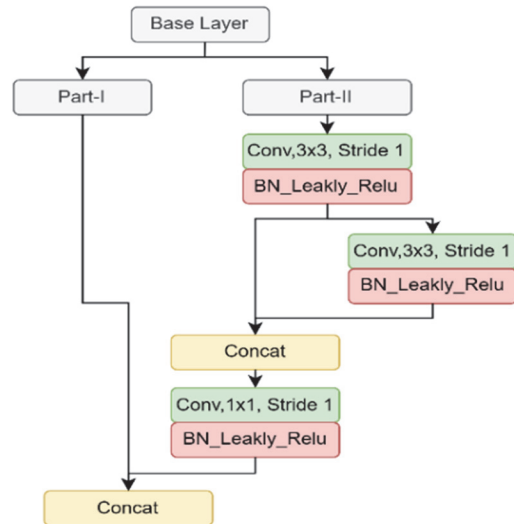 Base Layer
Part-I
Part-II
Conv,3x3, Stride 1
BN_Leakly_Relu
Conv,3x3, Stride 1
BN_Leakly_Relu
Concat
Conv,1x1, Stride 1
BN_Leakly_Relu
Concat